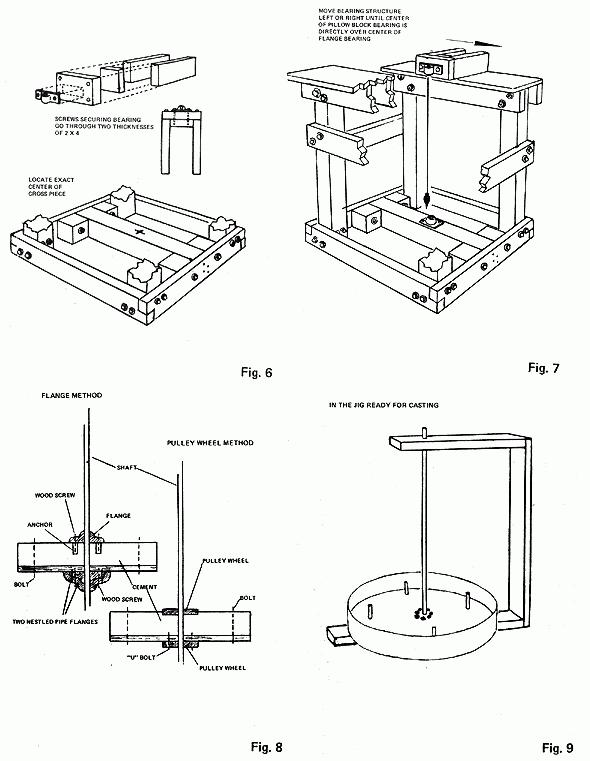 SCREWS SECURING BEARING
GO THROUGH TWO THICKNESSES
OF 2 X 4
LOCATE EXACT
CENTER OF
CROSS PIECE
Fig. 6
MOVE BEARING STRUCTURE
LEFT OR RIGHT UNTIL CENTER
OF PILLOW BLOCK BEARING IS
DIRECTLY OVER CENTER OF
FLANGE BEARING
Fig. 7
FLANGE METHOD
PULLEY WHEEL METHOD
SHAFT
WOOD SCREW
FLANGE
ANCHOR
PULLEY WHEEL
BOLT
CEMENT
BOLT
WOOD SCREW
TWO NESTLED PIPE FLANGES
"U" BOLT
PULLEY WHEEL
Fig. 8
IN THE JIG READY FOR CASTING
Fig. 9